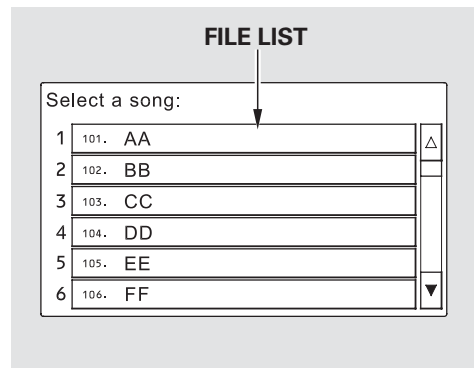 FILE LIST
Select a song:
1 101. AA
2 102. BB
3 103. CC
4 104. DD
5 105. EE
6 106. FF